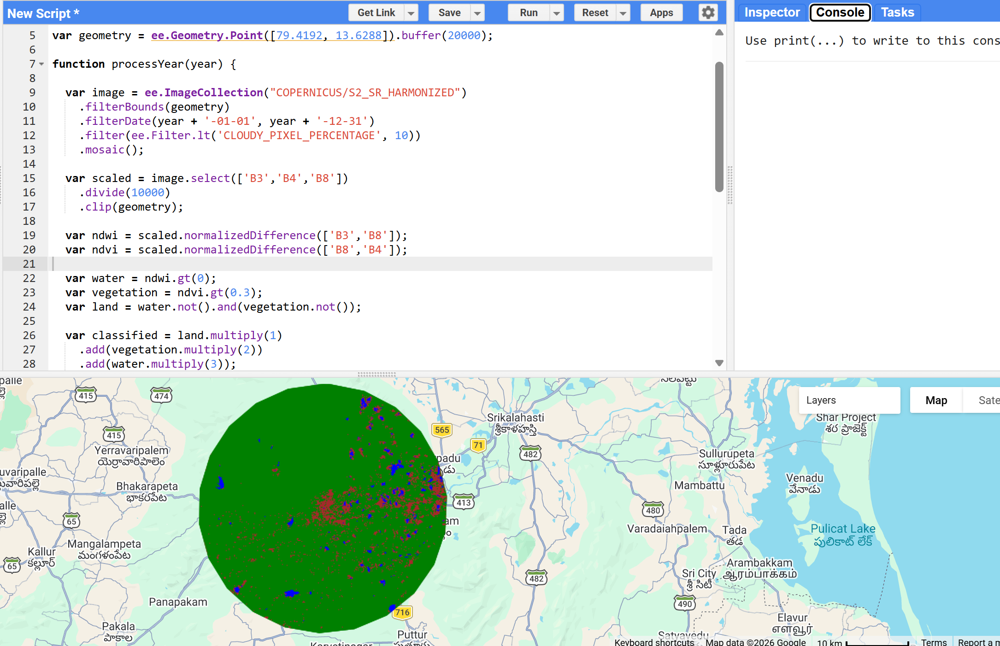 New Script *
Get Link
Save
Run
Reset
Apps
Inspector
Console
Tasks
Use print(...) to write to this cons
5 var geometry = ee.Geometry.Point([79.4192, 13.6288]).buffer(20000);
6
7 function processYear(year) {
8
9 var image = ee.ImageCollection("COPERNICUS/S2_SR_HARMONIZED")
10 .filterBounds(geometry)
11 .filterDate(year + '-01-01', year + '-12-31')
12 .filter(ee.Filter.lt('CLOUDY_PIXEL_PERCENTAGE', 10))
13 .mosaic();
14
15 var scaled = image.select(['B3','B4','B8'])
16 .divide(10000)
17 .clip(geometry);
18
19 var ndwi = scaled.normalizedDifference(['B3','B8']);
20 var ndvi = scaled.normalizedDifference(['B8','B4']);
21
22 var water = ndwi.gt(0);
23 var vegetation = ndvi.gt(0.3);
24 var land = water.not().and(vegetation.not());
25
26 var classified = land.multiply(1)
27 .add(vegetation.multiply(2))
28 .add(water.multiply(3));
palle
415
474
Layers
Map
Sate
Srikalahasti
శ్రీకాళహస్తి
Shar Project
శర ప్రాజెక్ట్
565
415
71
482
Yerravaripalem
యెర్రావారిపాలెం
padu
డు
Sullurupeta
సూళ్లూరుపేట
uvaripalle
వారిపల్లె
Venadu
వేనాడు
Bhakarapeta
భాకరపేట
Mambattu
413
alle
480
65
am
Varadaiahpalem
Tada
తడ
Pulicat Lake
పులికాట్ లేక్
Mangalampeta
మంగళంపేట
Kallur
కల్లూర్
65
482
Arambakkam
ஆரம்பாக்கம்
Sri City
శ్రీ సిటీ
490
Panapakam
716
Elavur
எளவூர்
Pakala
పాకాల
Puttur
Satyavedu
Karvetinagar
Keyboard shortcuts
Map data ©2026 Google
10 km
Terms
Report a m